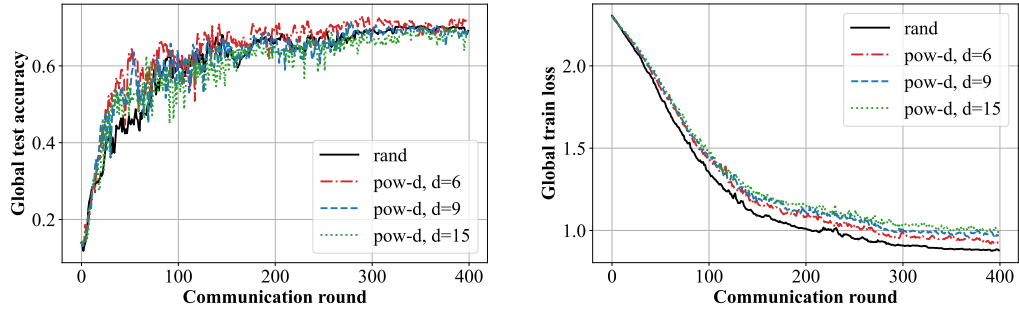 Global test accuracy
0.6
0.4
0.2
rand
pow-d, d=6
pow-d, d=9
pow-d, d=15
0
100
200
300
400
Communication round
Global train loss
2.0
1.5
1.0
rand
pow-d, d=6
pow-d, d=9
pow-d, d=15
0
100
200
300
400
Communication round